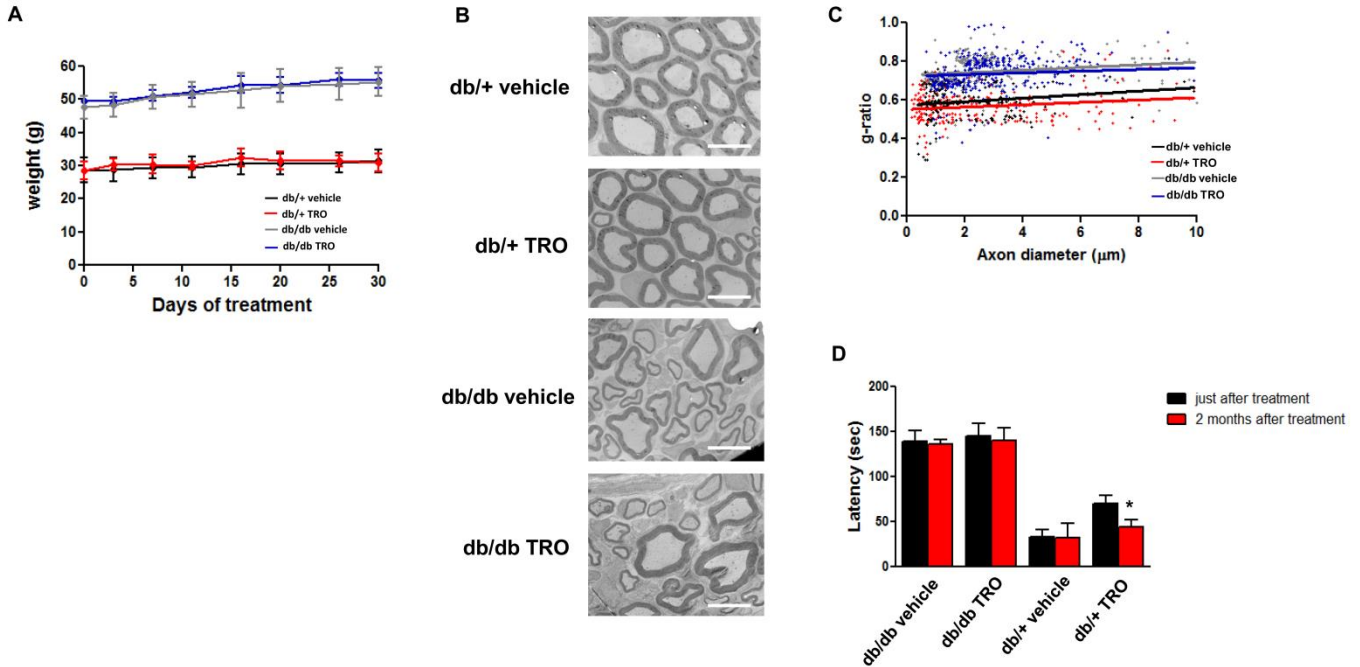 A
weight (g)
60
50
40
30
20
10
0
db/+ vehicle
db/+ TRO
db/db vehicle
db/db TRO
0 5 10 15 20 25 30
Days of treatment
B
db/+ vehicle
db/+ TRO
db/db vehicle
db/db TRO
C
g-ratio
1.0
0.8
0.6
0.4
0.2
0.0
db/+ vehicle
db/+ TRO
db/db vehicle
db/db TRO
0 2 4 6 8 10
Axon diameter (μm)
D
Latency (sec)
200
150
100
50
0
just after treatment
2 months after treatment
*
db/db vehicle
db/db TRO
db/+ vehicle
db/+ TRO